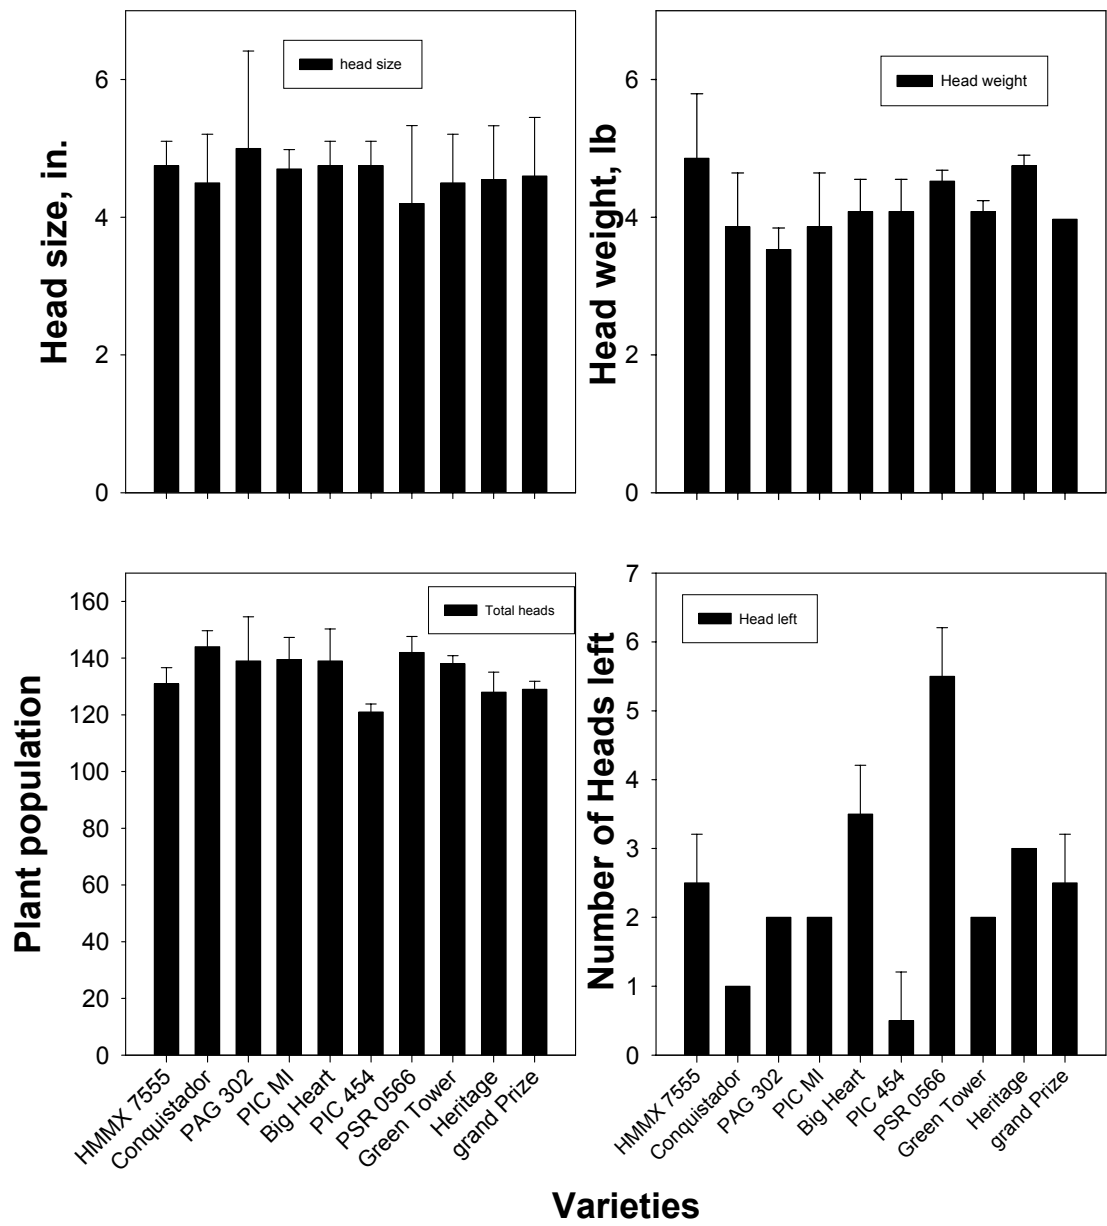 head size
Head size, in.
6
4
2
0
Head weight
Head weight, lb
6
4
2
0
Total heads
Plant population
160
140
120
100
80
60
40
20
0
HMMX 7555
Conquistador
PAG 302
PIC MI
Big Heart
PIC 454
PSR 0566
Green Tower
Heritage
grand Prize
Head left
Number of Heads left
7
6
5
4
3
2
1
0
HMMX 7555
Conquistador
PAG 302
PIC MI
Big Heart
PIC 454
PSR 0566
Green Tower
Heritage
grand Prize
Varieties